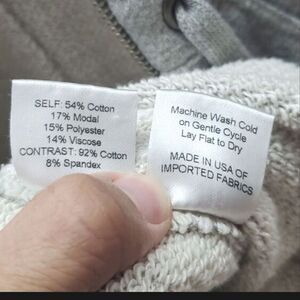 SELF: 54% Cotton
17% Modal
15% Polyester
14% Viscose
CONTRAST: 92% Cotton
8% Spandex
Machine Wash Cold
on Gentle Cycle
Lay Flat to Dry
MADE IN USA OF
IMPORTED FABRICS